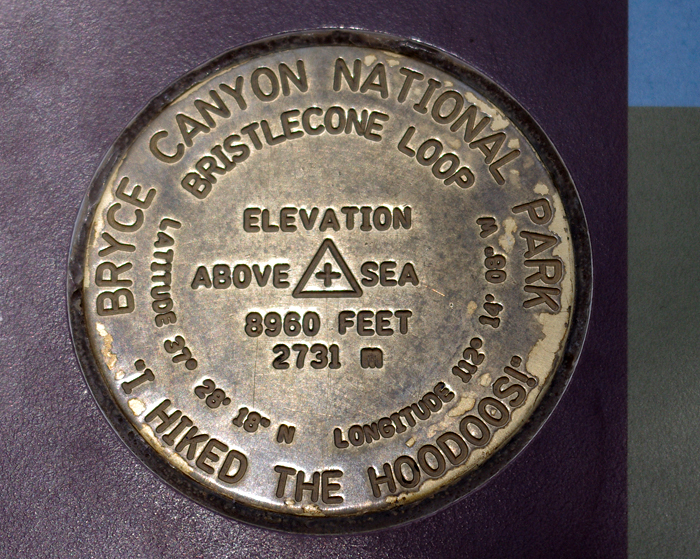 BRYCE CANYON NATIONAL PARK
BRISTLECONE LOOP
ELEVATION
ABOVE SEA
8960 FEET
2731 m
LATITUDE 37° 28' 18" N
LONGITUDE 112° 14' 08" W
"I HIKED THE HOODOOS!"